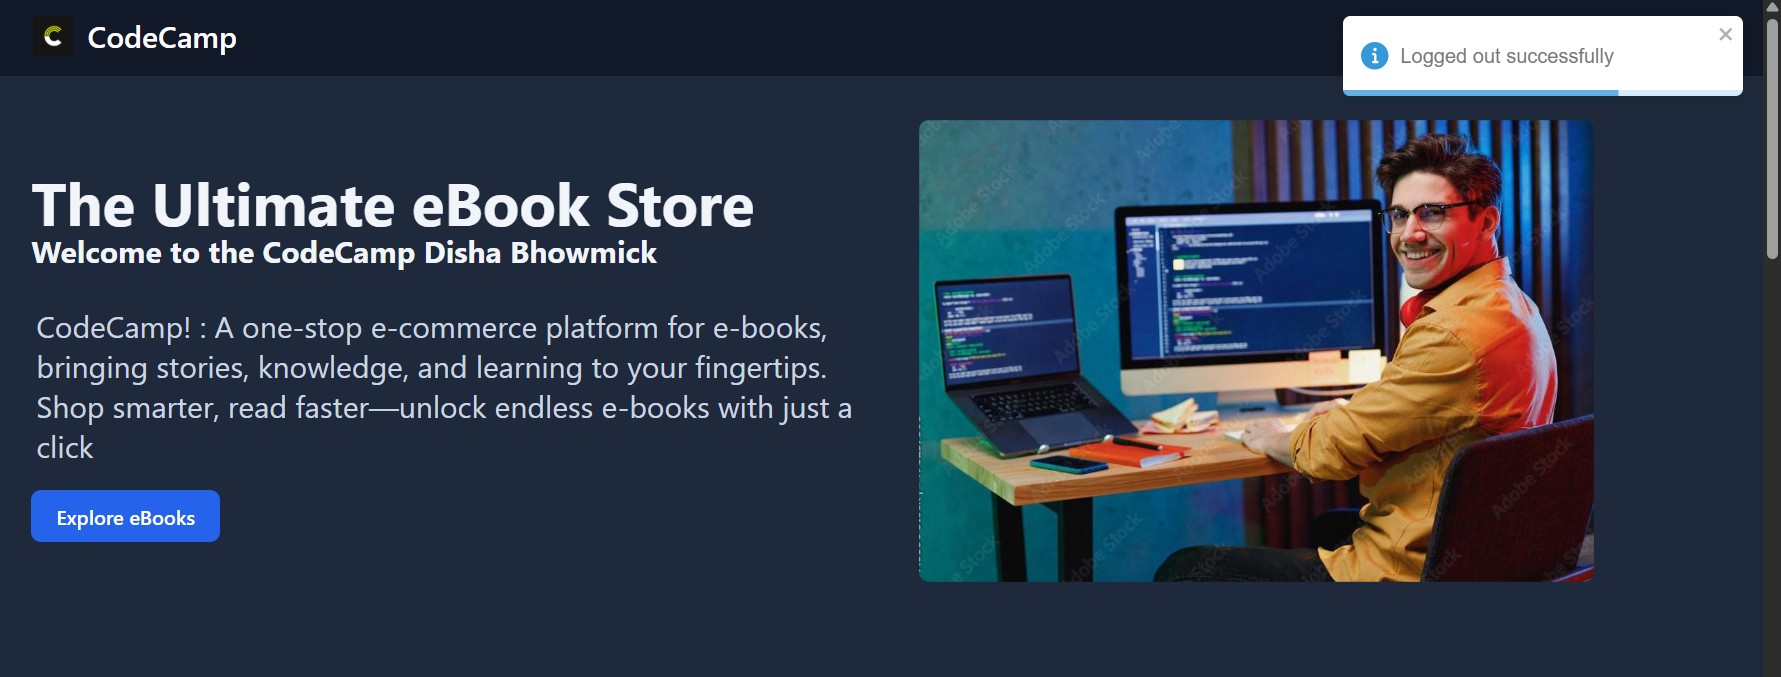 CodeCamp
Logged out successfully
The Ultimate eBook Store
Welcome to the CodeCamp Disha Bhowmick
CodeCamp! : A one-stop e-commerce platform for e-books,
bringing stories, knowledge, and learning to your fingertips.
Shop smarter, read faster—unlock endless e-books with just a
click
Explore eBooks
Adobe Stock